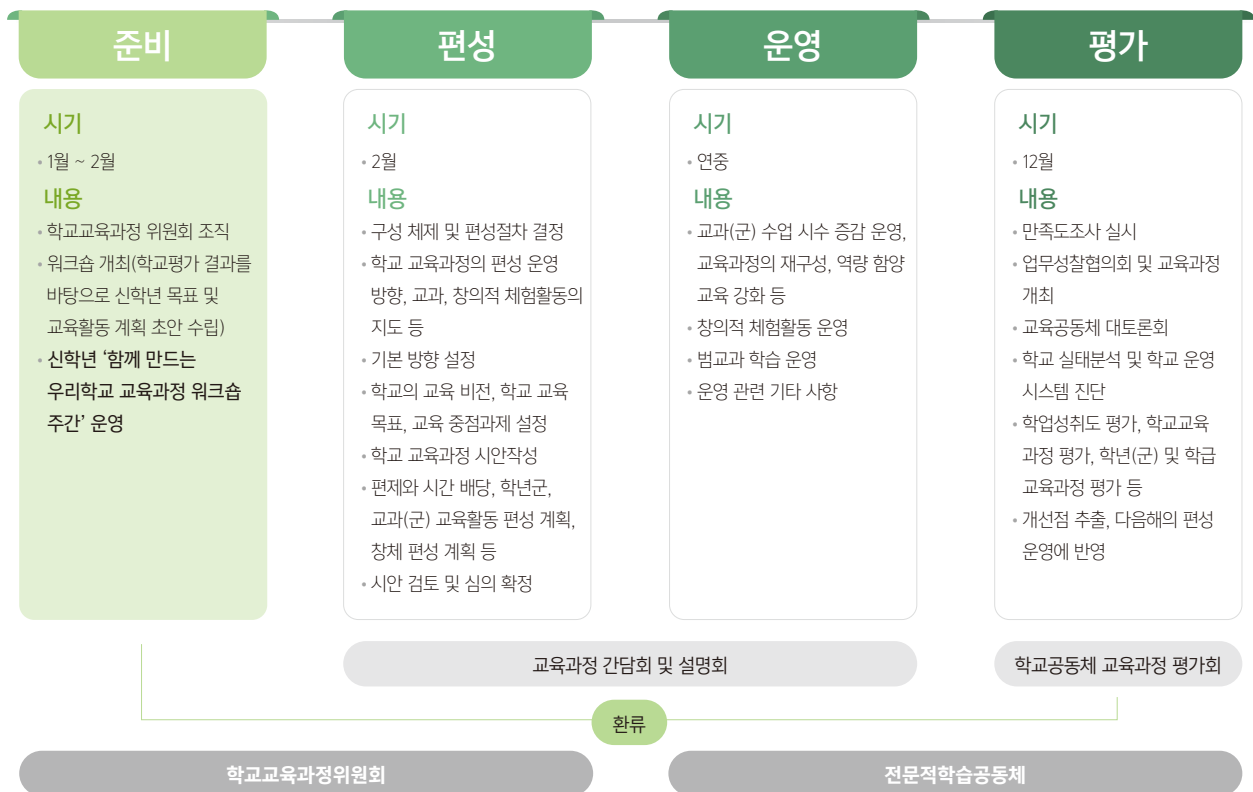 준비
시기
• 1월 ~ 2월
내용
• 학교교육과정 위원회 조직
• 워크숍 개최(학교평가 결과를
바탕으로 신학년 목표 및
교육활동 계획 초안 수립)
• 신학년 ‘함께 만드는
우리학교 교육과정 워크숍
주간’ 운영
편성
시기
• 2월
내용
• 구성 체제 및 편성절차 결정
• 학교 교육과정의 편성 운영
방향, 교과, 창의적 체험활동의
지도 등
• 기본 방향 설정
• 학교의 교육 비전, 학교 교육
목표, 교육 중점과제 설정
• 학교 교육과정 시안작성
• 편제와 시간 배당, 학년군,
교과(군) 교육활동 편성 계획,
창체 편성 계획 등
• 시안 검토 및 심의 확정
운영
시기
• 연중
내용
• 교과(군) 수업 시수 증감 운영,
교육과정의 재구성, 역량 함양
교육 강화 등
• 창의적 체험활동 운영
• 범교과 학습 운영
• 운영 관련 기타 사항
평가
시기
• 12월
내용
• 만족도조사 실시
• 업무성찰협의회 및 교육과정
개최
• 교육공동체 대토론회
• 학교 실태분석 및 학교 운영
시스템 진단
• 학업성취도 평가, 학교교육
과정 평가, 학년(군) 및 학급
교육과정 평가 등
• 개선점 추출, 다음해의 편성
운영에 반영
교육과정 간담회 및 설명회
학교공동체 교육과정 평가회
환류
학교교육과정위원회
전문적학습공동체